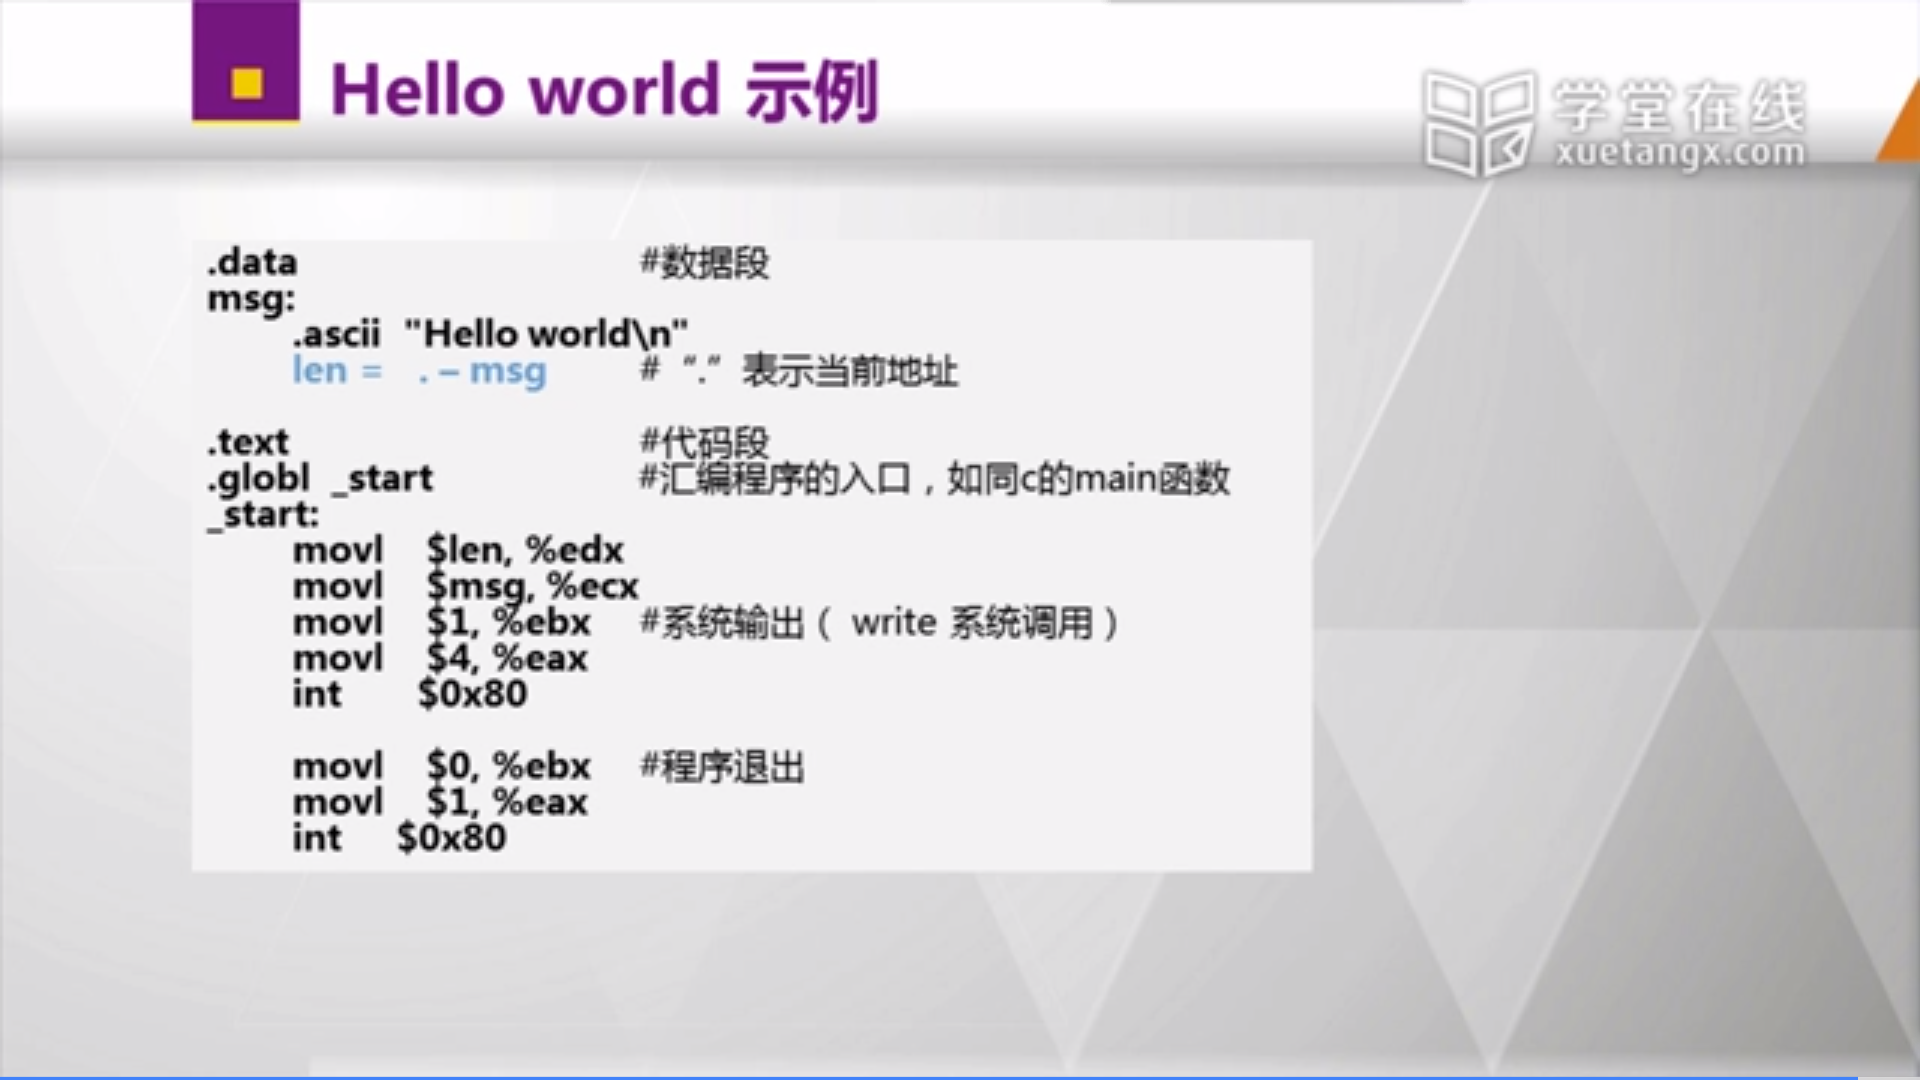 Hello world 示例
学堂在线
xuetangx.com
.data #数据段
msg:
.ascii "Hello world\n"
len = . – msg # “.” 表示当前地址
.text #代码段
.globl _start #汇编程序的入口，如同c的main函数
_start:
movl $len, %edx
movl $msg, %ecx
movl $1, %ebx #系统输出（ write 系统调用）
movl $4, %eax
int $0x80
movl $0, %ebx #程序退出
movl $1, %eax
int $0x80